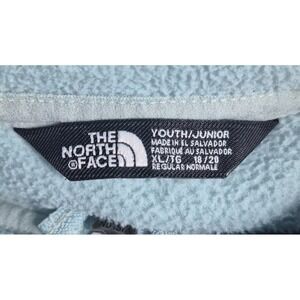 THE
NORTH
®FACE
YOUTH/JUNIOR
MADE IN EL SALVADOR
FABRIQUÉ AU SALVADOR
XL/TG 18/20
REGULAR NORMALE